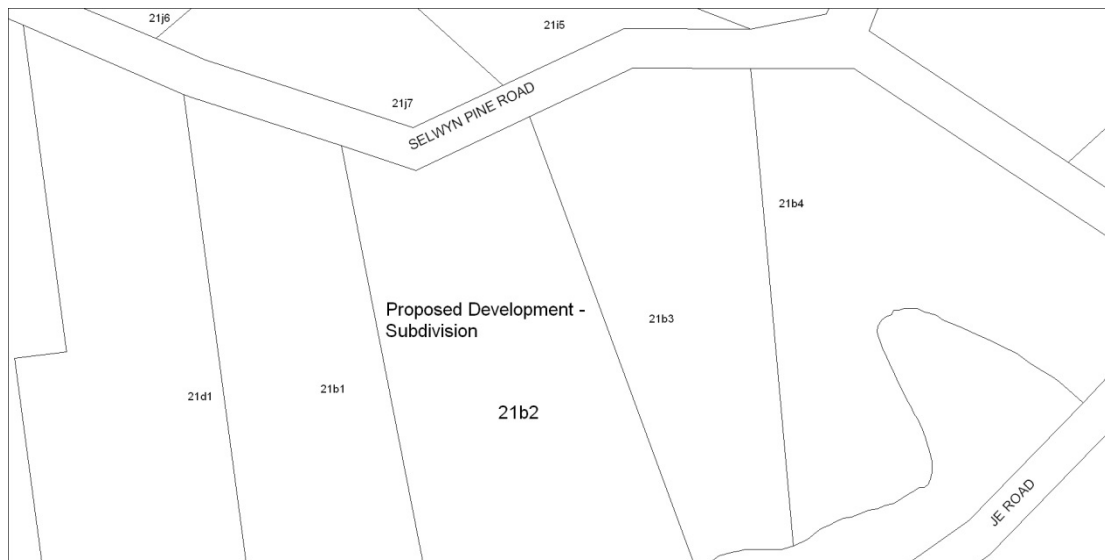 21j6
21i5
21j7
SELWYN PINE ROAD
21b4
Proposed Development -
Subdivision
21b3
21d1
21b1
21b2
JE ROAD